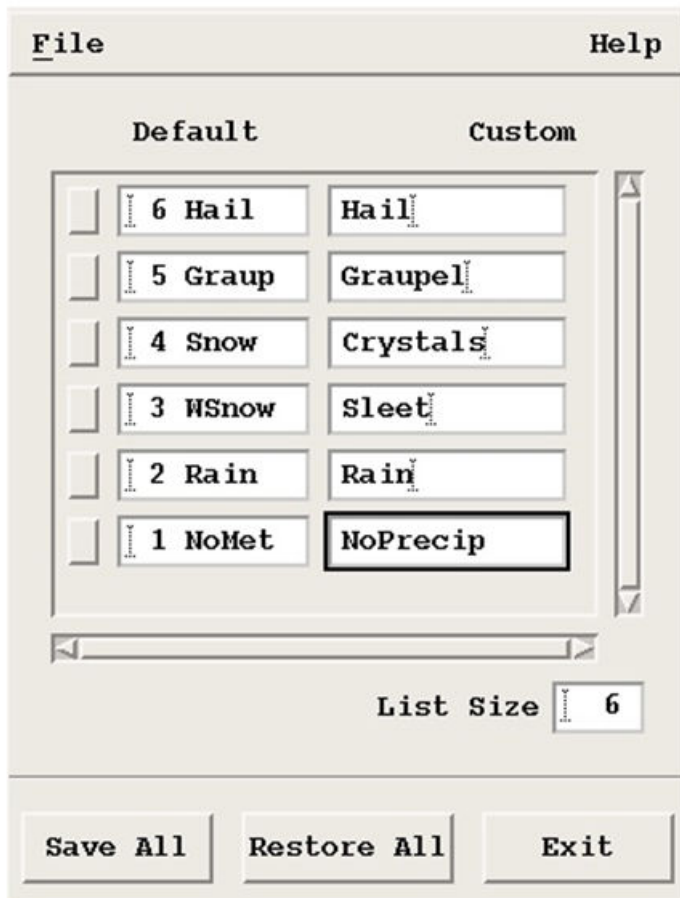 File Help
Default Custom
6 Hail Hail
5 Graup Graupel
4 Snow Crystals
3 WSnow Sleet
2 Rain Rain
1 NoMet NoPrecip
List Size 6
Save All Restore All Exit